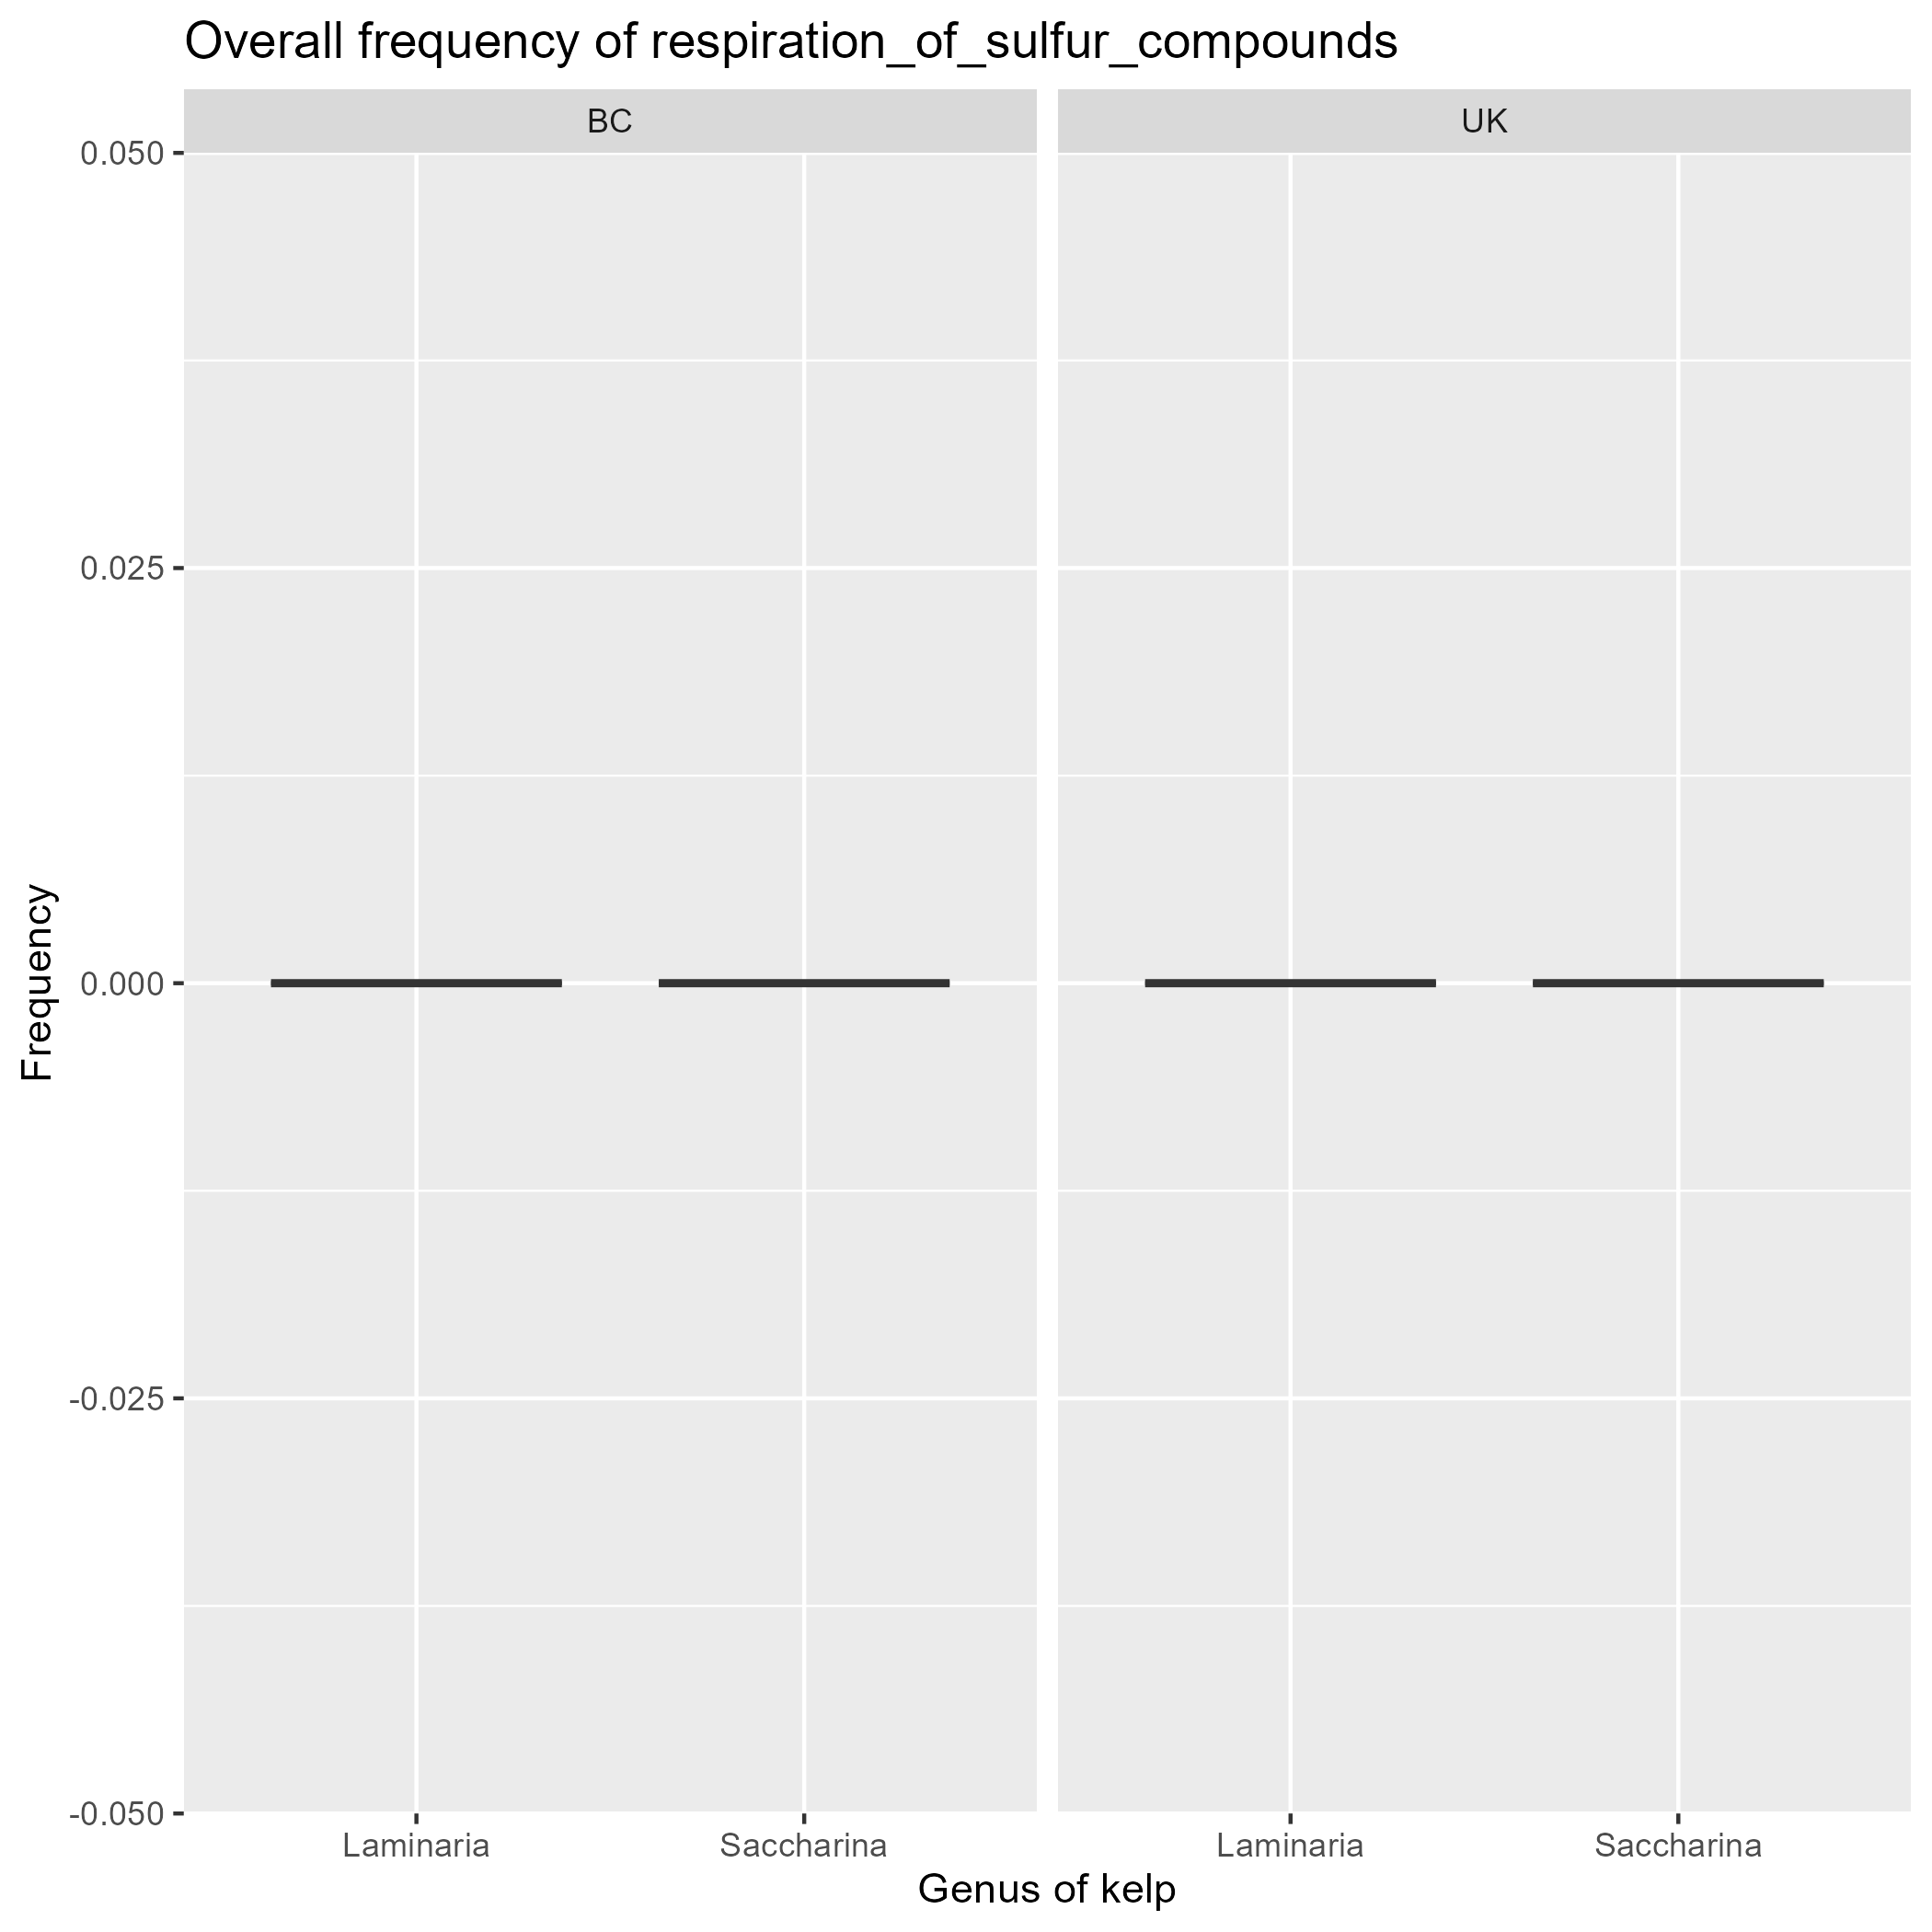 Overall frequency of respiration_of_sulfur_compounds
BC
UK
0.050
0.025
0.000
-0.025
-0.050
Frequency
Laminaria
Saccharina
Laminaria
Saccharina
Genus of kelp